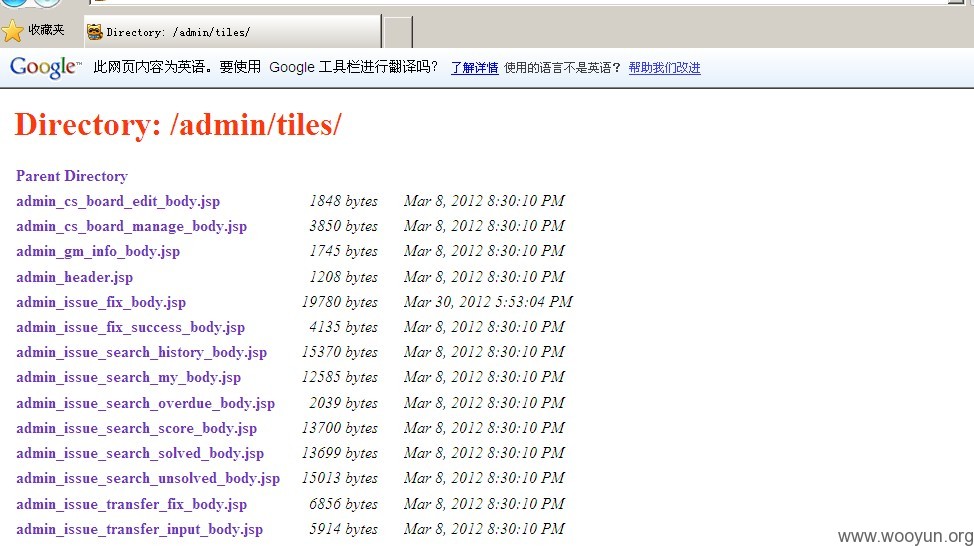 收藏夹
Directory: /admin/tiles/
Google™ 此网页内容为英语。要使用 Google 工具栏进行翻译吗? 了解详情 使用的语言不是英语? 帮助我们改进
Directory: /admin/tiles/
Parent Directory
admin_cs_board_edit_body.jsp 1848 bytes Mar 8, 2012 8:30:10 PM
admin_cs_board_manage_body.jsp 3850 bytes Mar 8, 2012 8:30:10 PM
admin_gm_info_body.jsp 1745 bytes Mar 8, 2012 8:30:10 PM
admin_header.jsp 1208 bytes Mar 8, 2012 8:30:10 PM
admin_issue_fix_body.jsp 19780 bytes Mar 30, 2012 5:53:04 PM
admin_issue_fix_success_body.jsp 4135 bytes Mar 8, 2012 8:30:10 PM
admin_issue_search_history_body.jsp 15370 bytes Mar 8, 2012 8:30:10 PM
admin_issue_search_my_body.jsp 12585 bytes Mar 8, 2012 8:30:10 PM
admin_issue_search_overdue_body.jsp 2039 bytes Mar 8, 2012 8:30:10 PM
admin_issue_search_score_body.jsp 13700 bytes Mar 8, 2012 8:30:10 PM
admin_issue_search_solved_body.jsp 13699 bytes Mar 8, 2012 8:30:10 PM
admin_issue_search_unsolved_body.jsp 15013 bytes Mar 8, 2012 8:30:10 PM
admin_issue_transfer_fix_body.jsp 6856 bytes Mar 8, 2012 8:30:10 PM
admin_issue_transfer_input_body.jsp 5914 bytes Mar 8, 2012 8:30:10 PM
www.wooyun.org